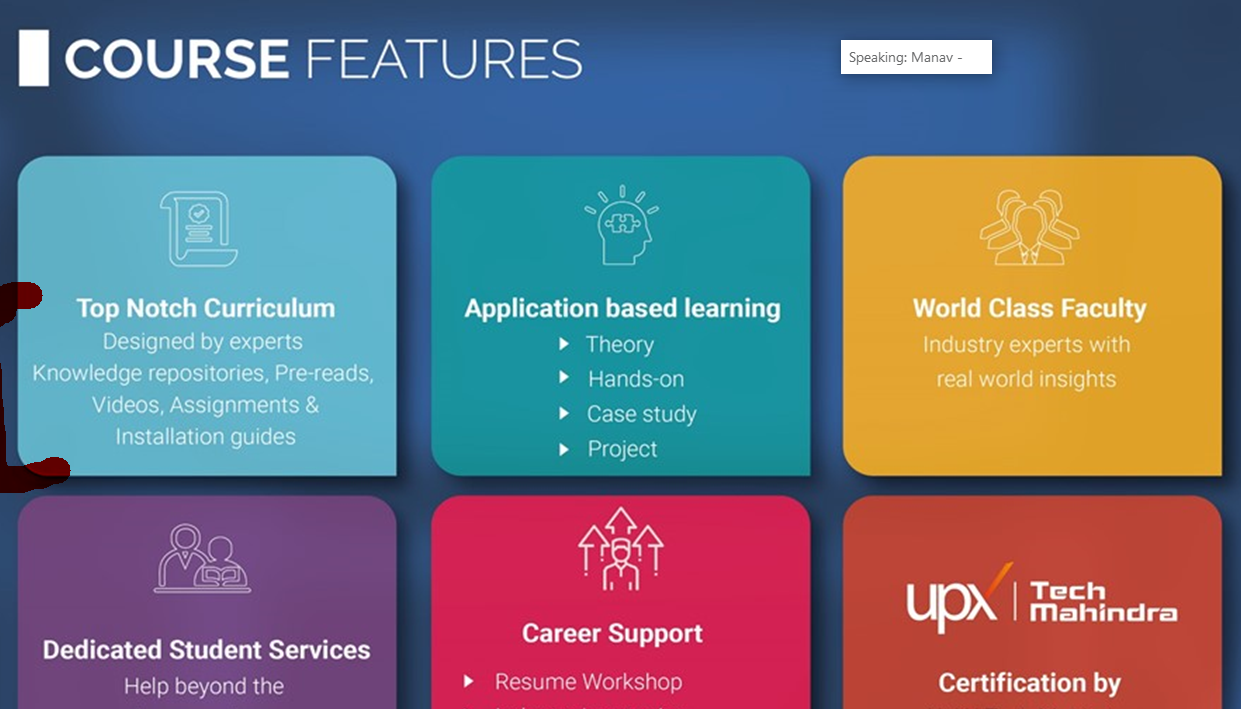 COURSE FEATURES
Speaking: Manav -
Top Notch Curriculum
Designed by experts
Knowledge repositories, Pre-reads,
Videos, Assignments &
Installation guides
Application based learning
Theory
Hands-on
Case study
Project
World Class Faculty
Industry experts with
real world insights
Dedicated Student Services
Help beyond the
Career Support
Resume Workshop
upx | Tech
Mahindra
Certification by